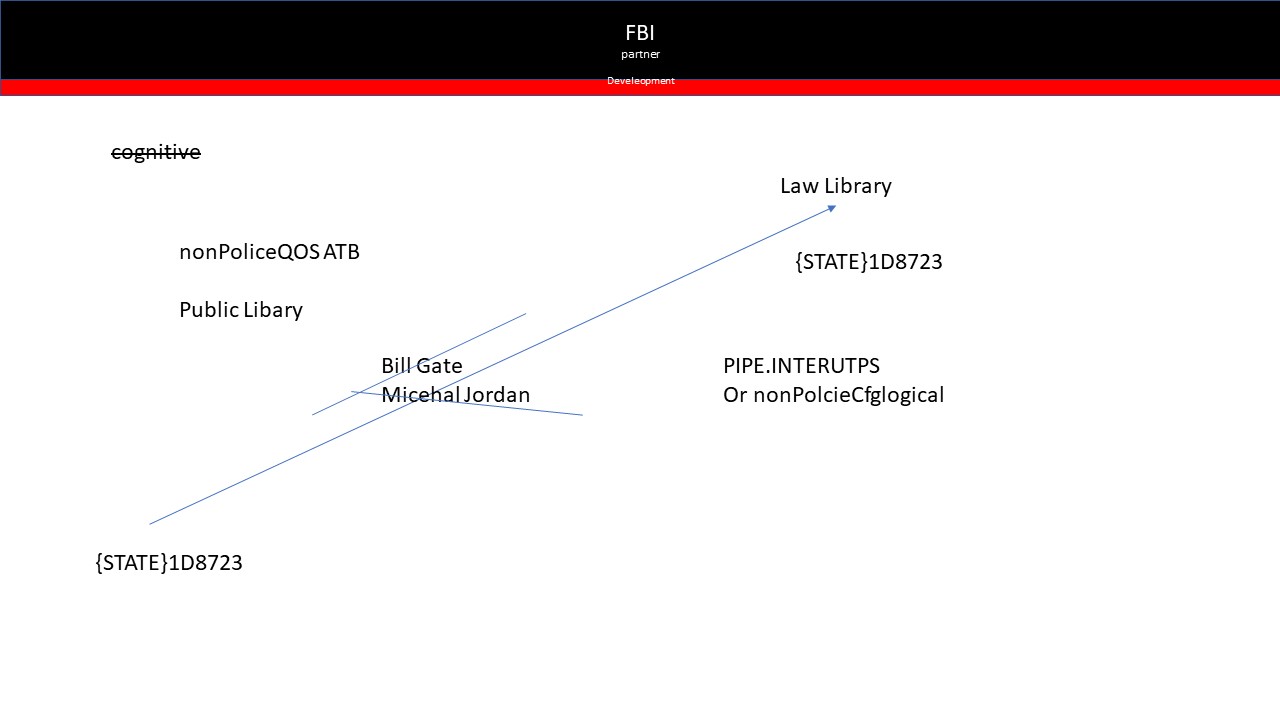 FBI
partner
Develeopment
cognitive
Law Library
nonPoliceQOS ATB
{STATE}1D8723
Public Libary
Bill Gate
Micehal Jordan
PIPE.INTERUTPS
Or nonPolcieCfglogical
{STATE}1D8723